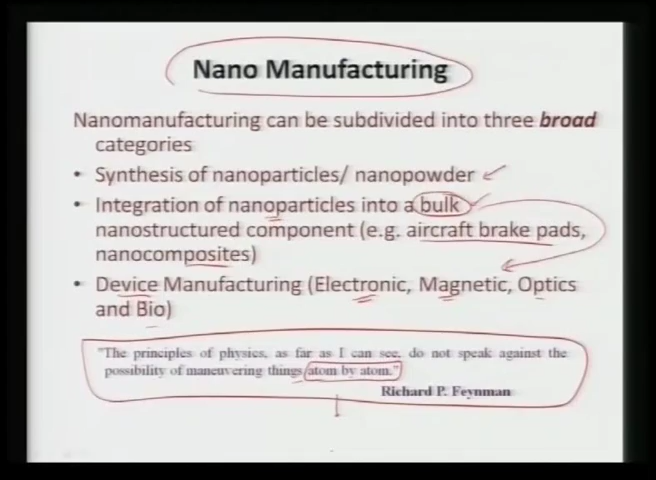 Nano Manufacturing
Nanomanufacturing can be subdivided into three broad
categories
• Synthesis of nanoparticles/ nanopowder
• Integration of nanoparticles into a bulk
nanostructured component (e.g. aircraft brake pads,
nanocomposites)
• Device Manufacturing (Electronic, Magnetic, Optics
and Bio)
"The principles of physics, as far as I can see, do not speak against the
possibility of maneuvering things atom by atom."
Richard P. Feynman